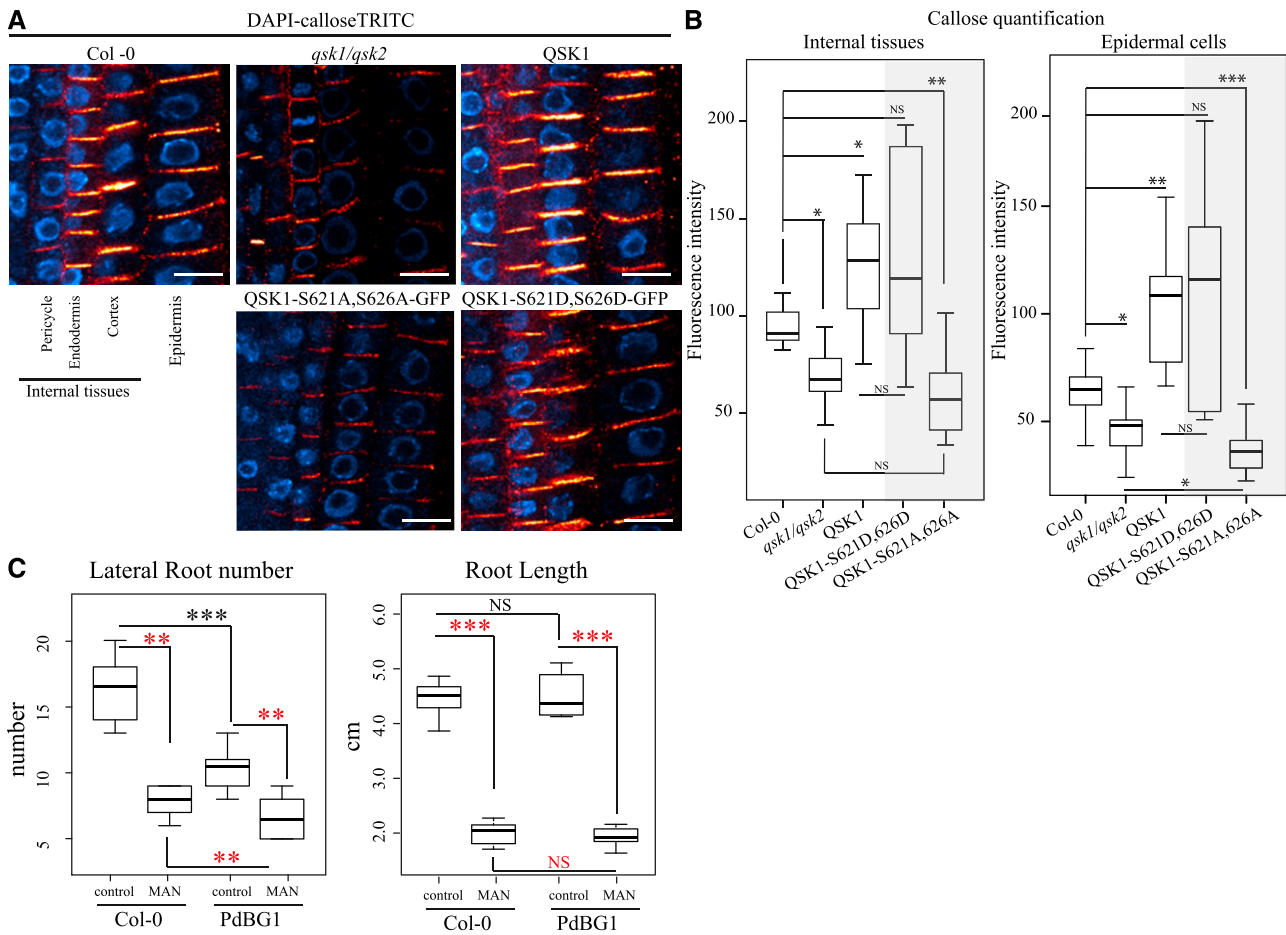 A
DAPI-calloseTRITC
Col -0
qsk1/qsk2
QSK1
QSK1-S621A,S626A-GFP
QSK1-S621D,S626D-GFP
Pericycle
Endodermis
Cortex
Epidermis
Internal tissues
B
Callose quantification
Internal tissues
Fluorescence intensity
200
150
100
50
**
NS
*
*
NS
NS
Col-0
qsk1/qsk2
QSK1
QSK1-S621D,626D
QSK1-S621A,626A
Epidermal cells
Fluorescence intensity
200
150
100
50
***
NS
**
*
NS
*
Col-0
qsk1/qsk2
QSK1
QSK1-S621D,626D
QSK1-S621A,626A
C
Lateral Root number
number
20
15
10
5
***
**
**
**
control
MAN
control
MAN
Col-0
PdBG1
Root Length
cm
6.0
5.0
4.0
3.0
2.0
NS
***
***
NS
control
MAN
control
MAN
Col-0
PdBG1